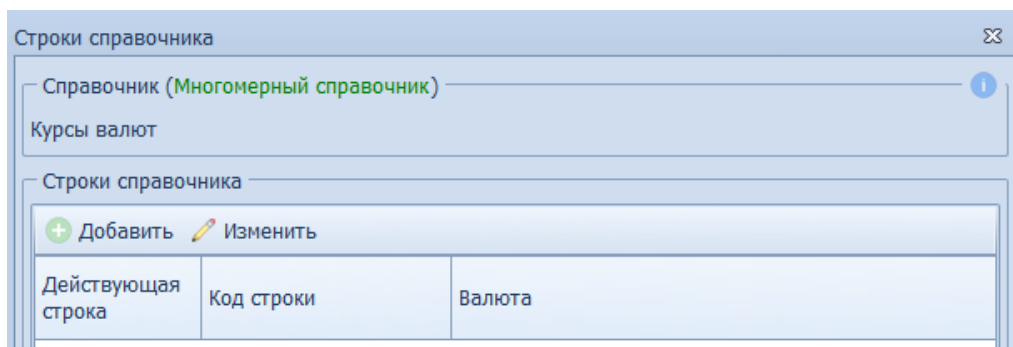 Строки справочника
Справочник (Многомерный справочник)
Курсы валют
Строки справочника
Добавить Изменить
Действующая строка Код строки Валюта